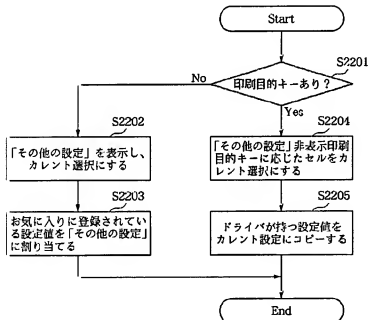 Start
S2201
印刷目的キーあり?
No
Yes
S2202
「その他の設定」を表示し、
カレント選択にする
S2204
「その他の設定」非表示印刷
目的キーに応じたセルをカ
レント選択にする
S2203
お気に入りに登録されてい
る設定値を「その他の設定」
に割り当てる
S2205
ドライバが持つ設定値を
カレント設定にコピーする
End